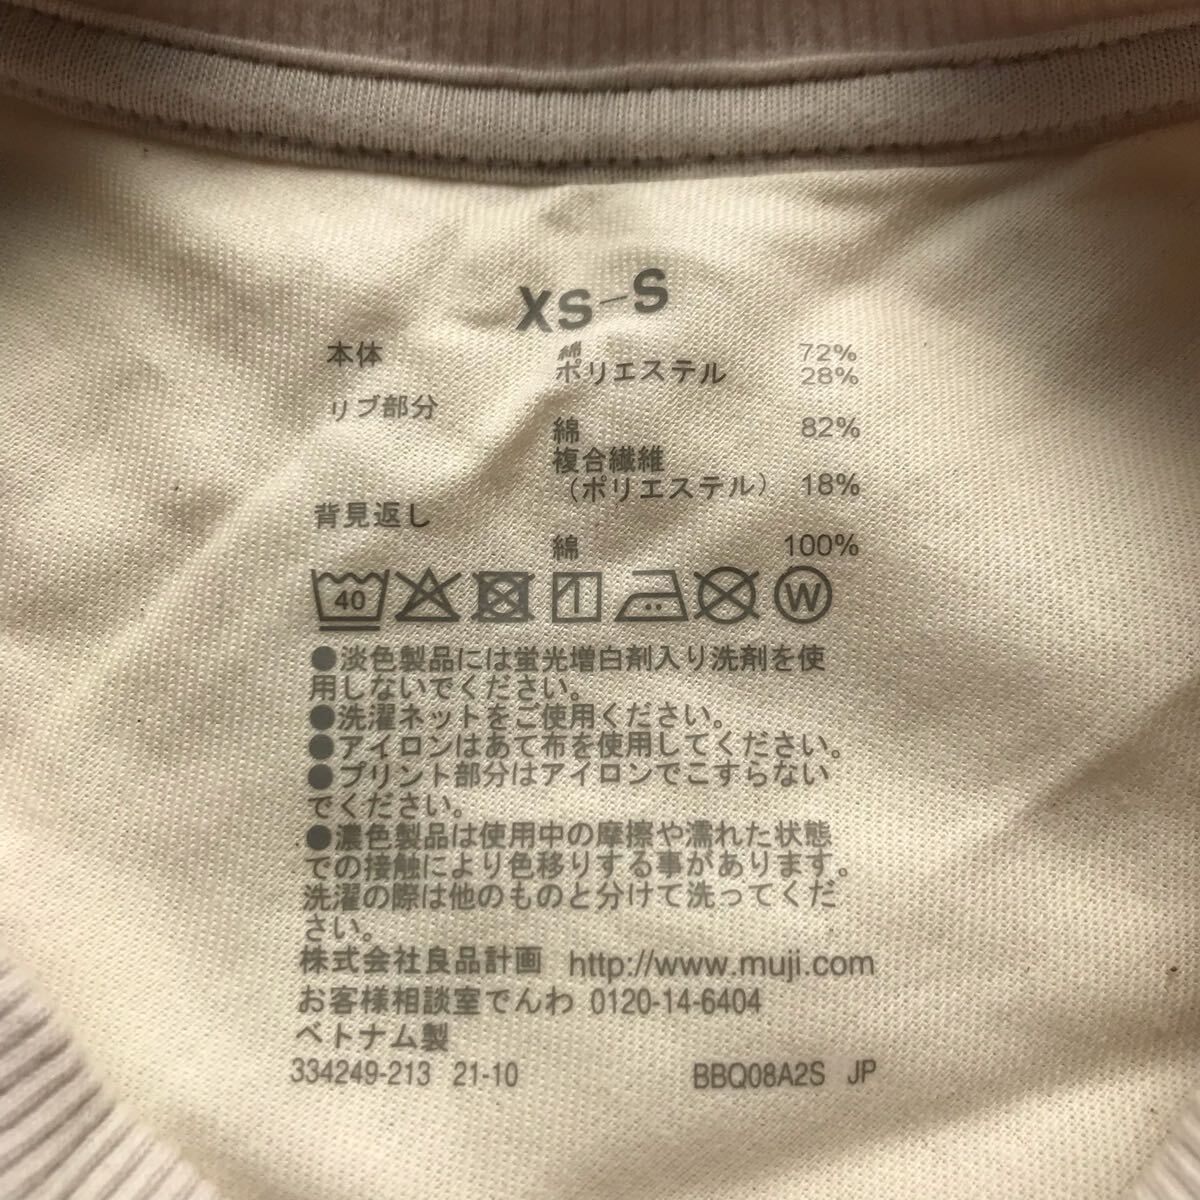 XS-S
本体 綿 72%
ポリエステル 28%
リブ部分
綿 82%
複合繊維
（ポリエステル） 18%
背見返し
綿 100%
40 W
●淡色製品には蛍光増白剤入り洗剤を使
用しないでください。
●洗濯ネットをご使用ください。
●アイロンはあて布を使用してください。
●プリント部分はアイロンでこすらない
でください。
●濃色製品は使用中の摩擦や濡れた状態
での接触により色移りする事があります。
洗濯の際は他のものと分けて洗ってくだ
さい。
株式会社良品計画 http://www.muji.com
お客様相談室でんわ 0120-14-6404
ベトナム製
334249-213 21-10 BBQ08A2S JP